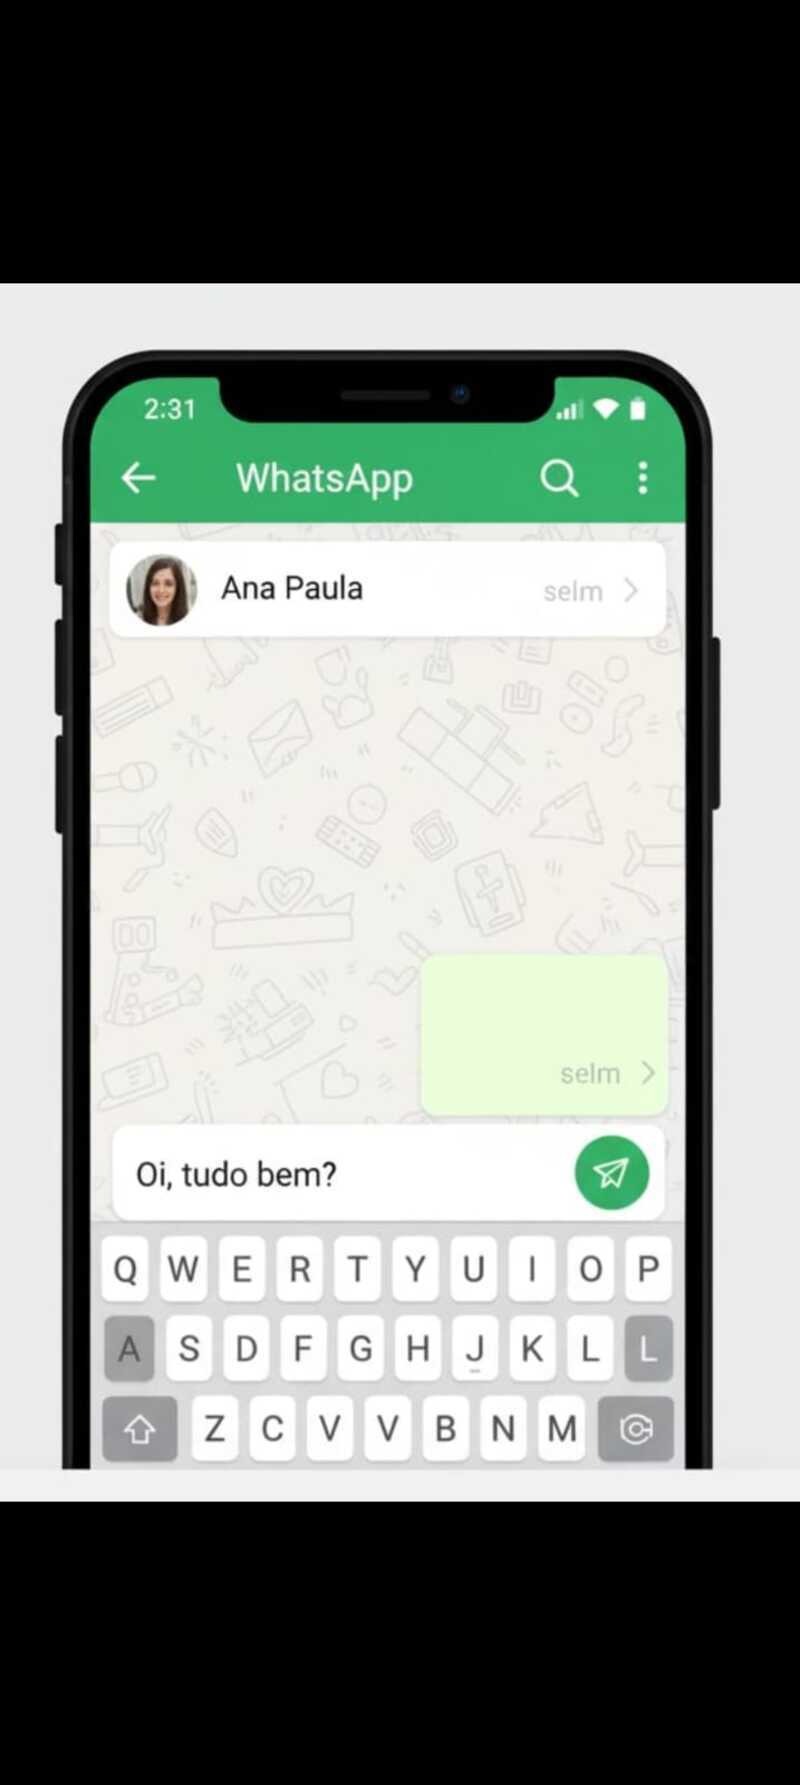 2:31
WhatsApp
Ana Paula selm
selm
Oi, tudo bem?
Q W E R T Y U I O P
A S D F G H J K L L
Z C V V B N M